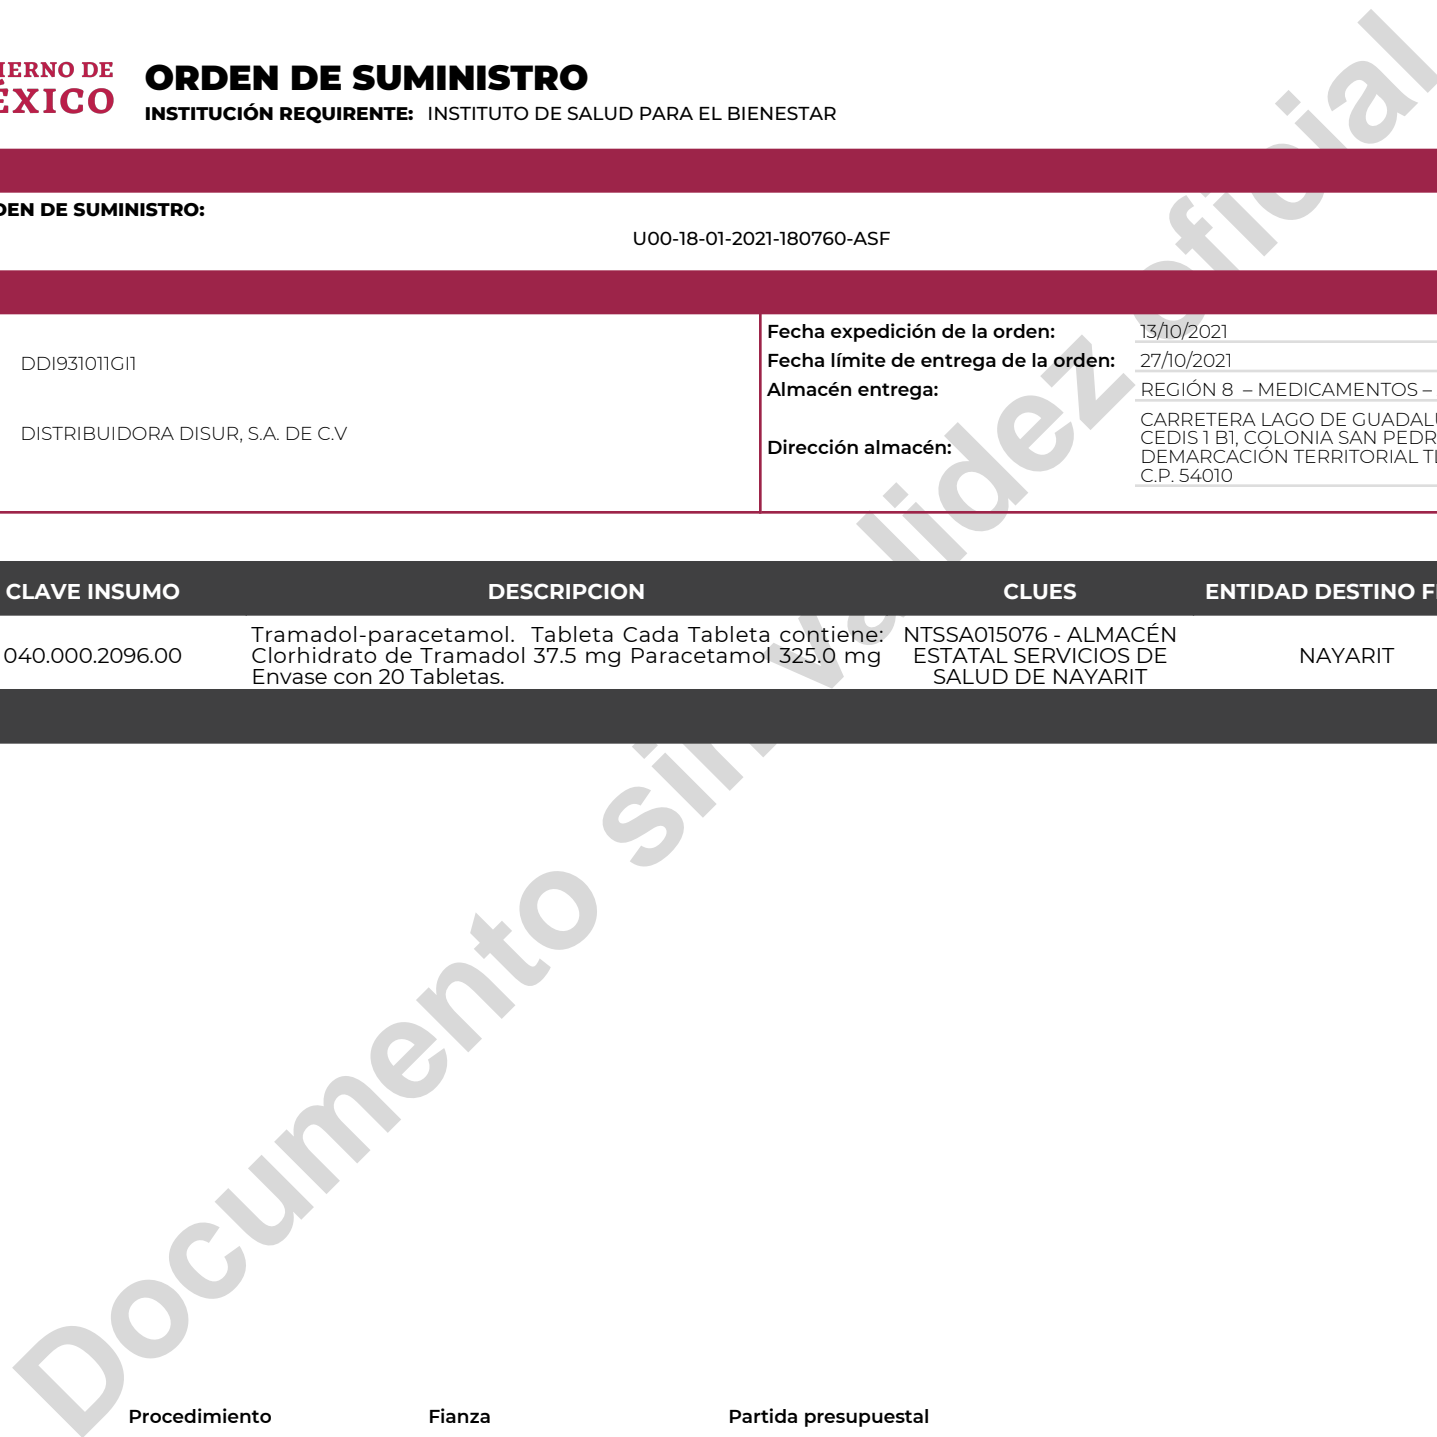 IERNO DE
ÉXICO
ORDEN DE SUMINISTRO
INSTITUCIÓN REQUIRENTE: INSTITUTO DE SALUD PARA EL BIENESTAR
DEN DE SUMINISTRO:
U00-18-01-2021-180760-ASF
DDI931011GI1
DISTRIBUIDORA DISUR, S.A. DE C.V
Fecha expedición de la orden: 13/10/2021
Fecha límite de entrega de la orden: 27/10/2021
Almacén entrega: REGIÓN 8 – MEDICAMENTOS –
Dirección almacén:
CARRETERA LAGO DE GUADALU
CEDIS 1 B1, COLONIA SAN PEDR
DEMARCACIÓN TERRITORIAL TL
C.P. 54010
CLAVE INSUMO DESCRIPCION CLUES ENTIDAD DESTINO FI
040.000.2096.00
Tramadol-paracetamol. Tableta Cada Tableta contiene:
Clorhidrato de Tramadol 37.5 mg Paracetamol 325.0 mg
Envase con 20 Tabletas.
NTSSA015076 - ALMACÉN
ESTATAL SERVICIOS DE
SALUD DE NAYARIT
NAYARIT
Procedimiento Fianza Partida presupuestal
Documento sin validez oficial